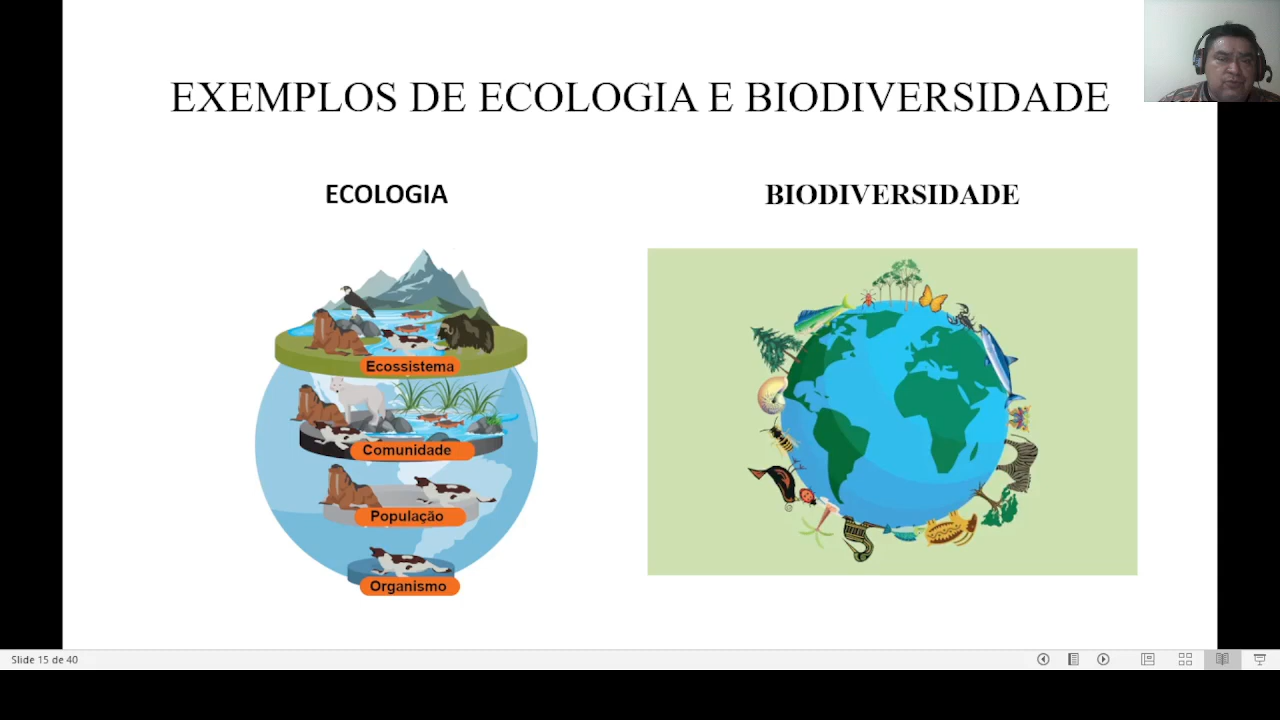 EXEMPLOS DE ECOLOGIA E BIODIVERSIDADE
ECOLOGIA
BIODIVERSIDADE
Ecossistema
Comunidade
População
Organismo
Slide 15 de 40